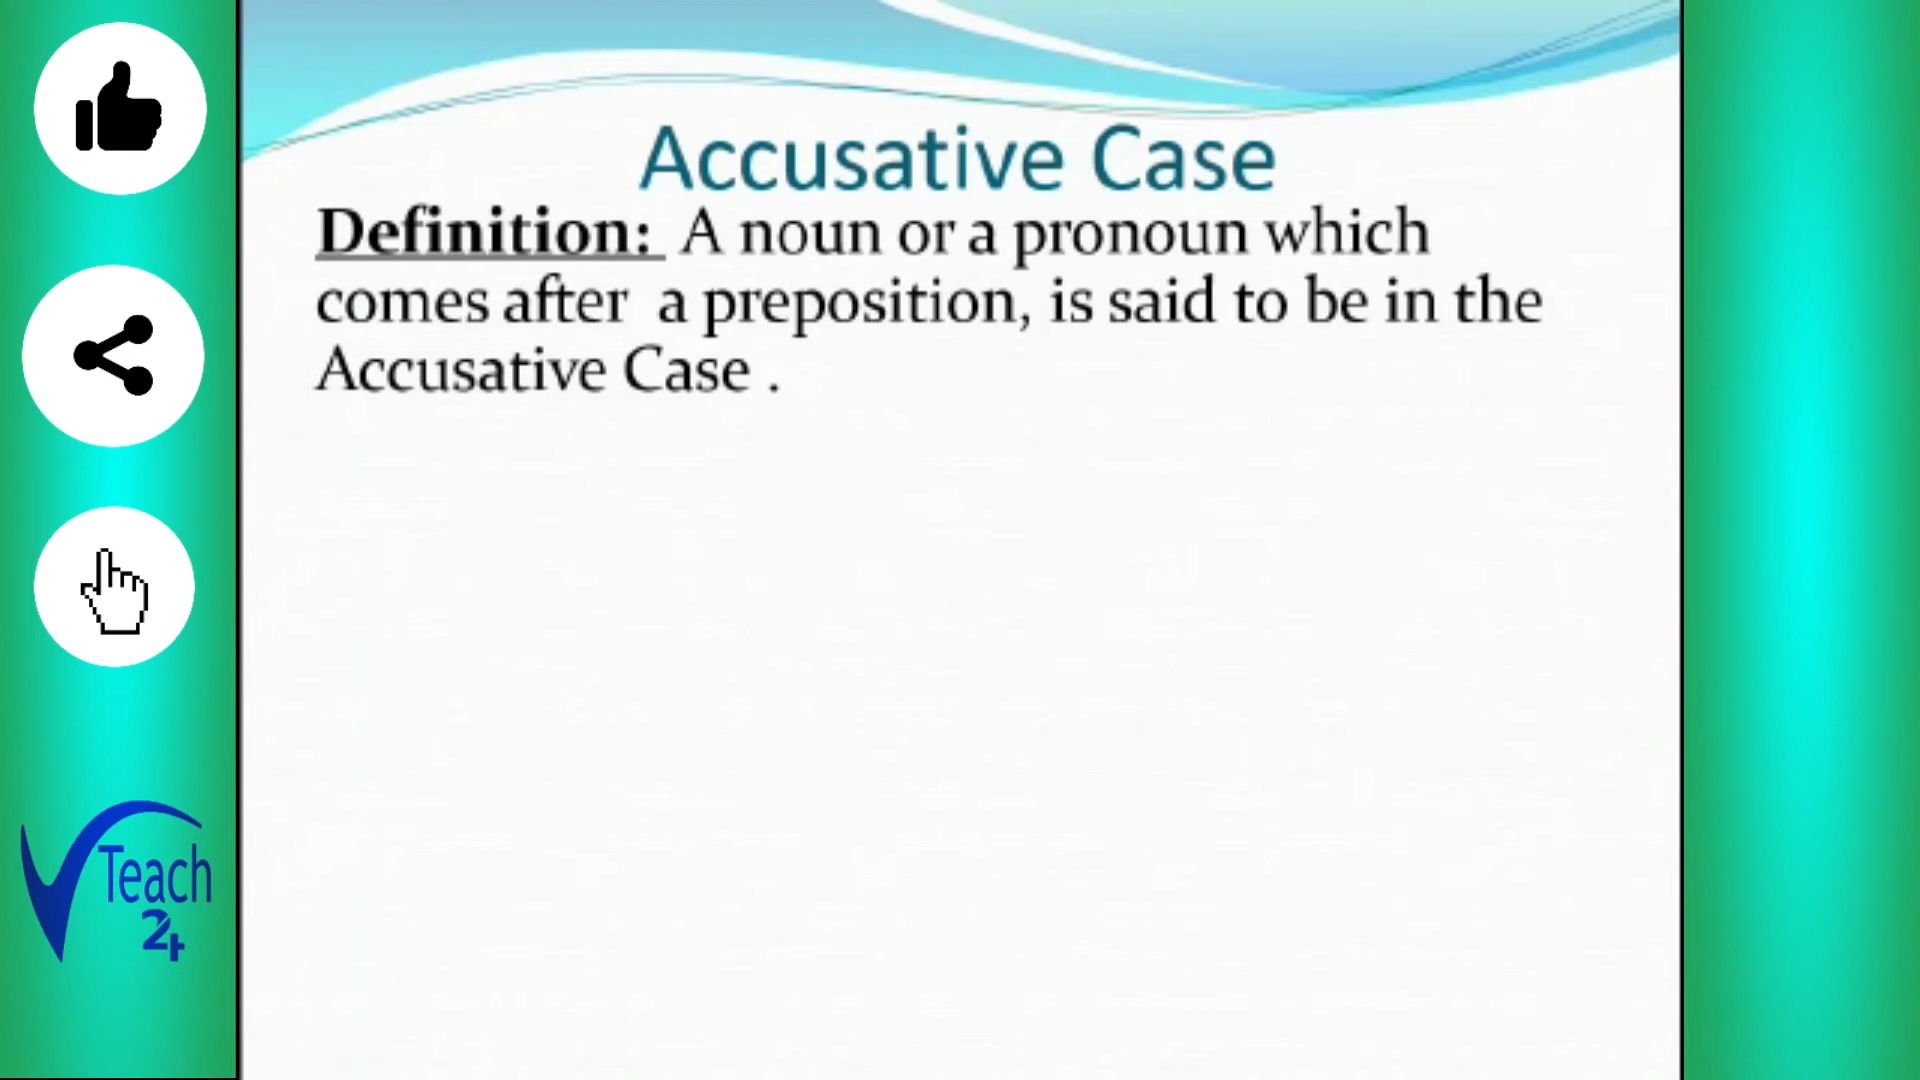 Accusative Case
Definition: A noun or a pronoun which
comes after a preposition, is said to be in the
Accusative Case .
Teach
24